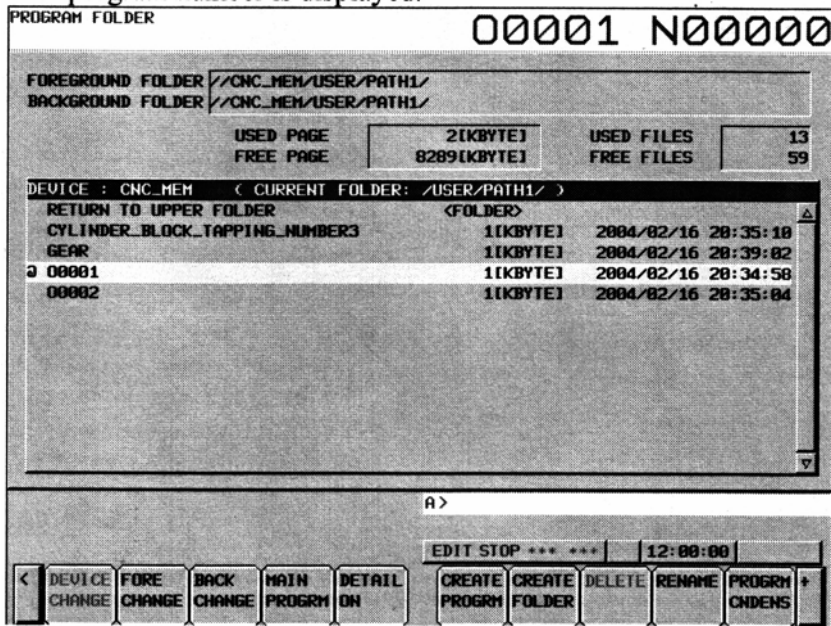 PROGRAM FOLDER
O0001 N00000
FOREGROUND FOLDER //CNC_MEM/USER/PATH1/
BACKGROUND FOLDER //CNC_MEM/USER/PATH1/
USED PAGE 2[KBYTE] USED FILES 13
FREE PAGE 8289[KBYTE] FREE FILES 59
DEVICE : CNC_MEM ( CURRENT FOLDER: /USER/PATH1/ )
RETURN TO UPPER FOLDER <FOLDER>
CYLINDER_BLOCK_TAPPING_NUMBER3 1[KBYTE] 2004/02/16 20:35:10
GEAR 1[KBYTE] 2004/02/16 20:39:02
@ O0001 1[KBYTE] 2004/02/16 20:34:58
O0002 1[KBYTE] 2004/02/16 20:35:04
A>
EDIT STOP *** *** 12:00:00
< DEVICE CHANGE FORE CHANGE BACK CHANGE MAIN PROGRM DETAIL ON CREATE PROGRM CREATE FOLDER DELETE RENAME PROGRM CNDENS +